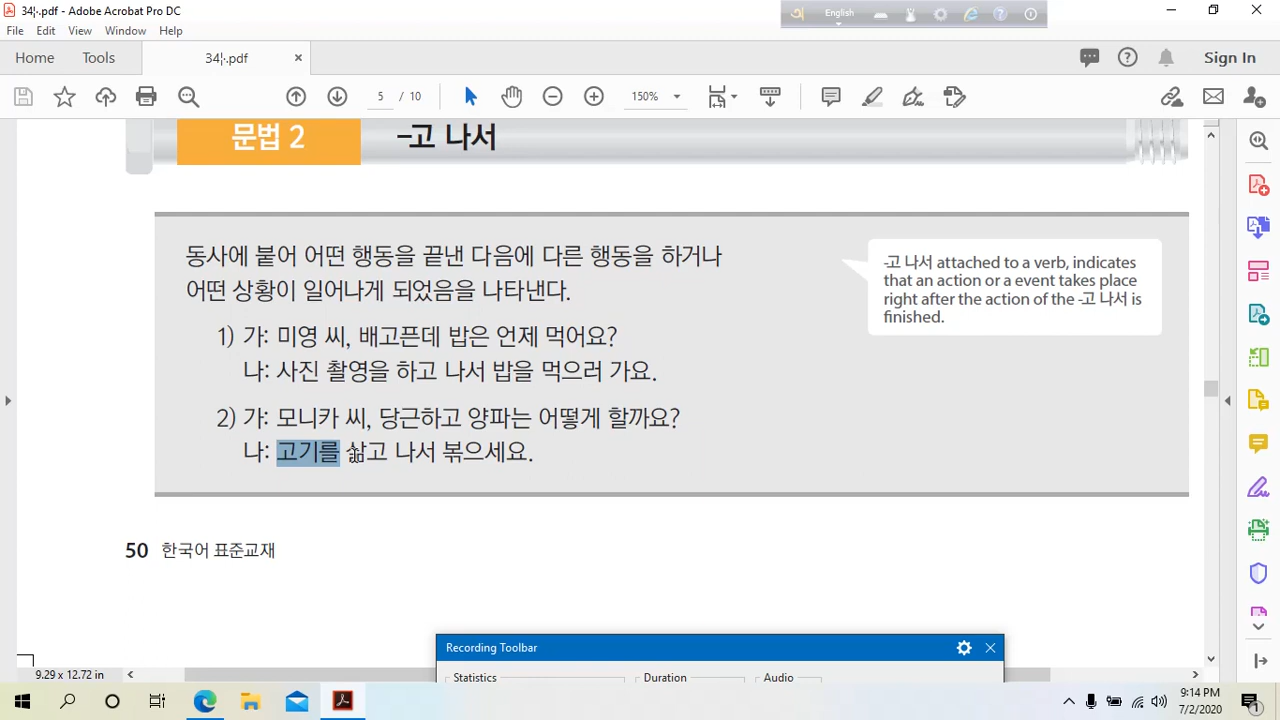 34¦·.pdf - Adobe Acrobat Pro DC
English
File Edit View Window Help
Home Tools 34¦·.pdf × Sign In
5 / 10 150%
문법 2 -고 나서
동사에 붙어 어떤 행동을 끝낸 다음에 다른 행동을 하거나
어떤 상황이 일어나게 되었음을 나타낸다.
-고 나서 attached to a verb, indicates
that an action or a event takes place
right after the action of the -고 나서 is
finished.
1) 가: 미영 씨, 배고픈데 밥은 언제 먹어요?
나: 사진 촬영을 하고 나서 밥을 먹으러 가요.
2) 가: 모니카 씨, 당근하고 양파는 어떻게 할까요?
나: 고기를 나서 볶으세요.
50 한국어 표준교재
Recording Toolbar
Statistics Duration Audio
9.29 x 12.72 in
9:14 PM
7/2/2020